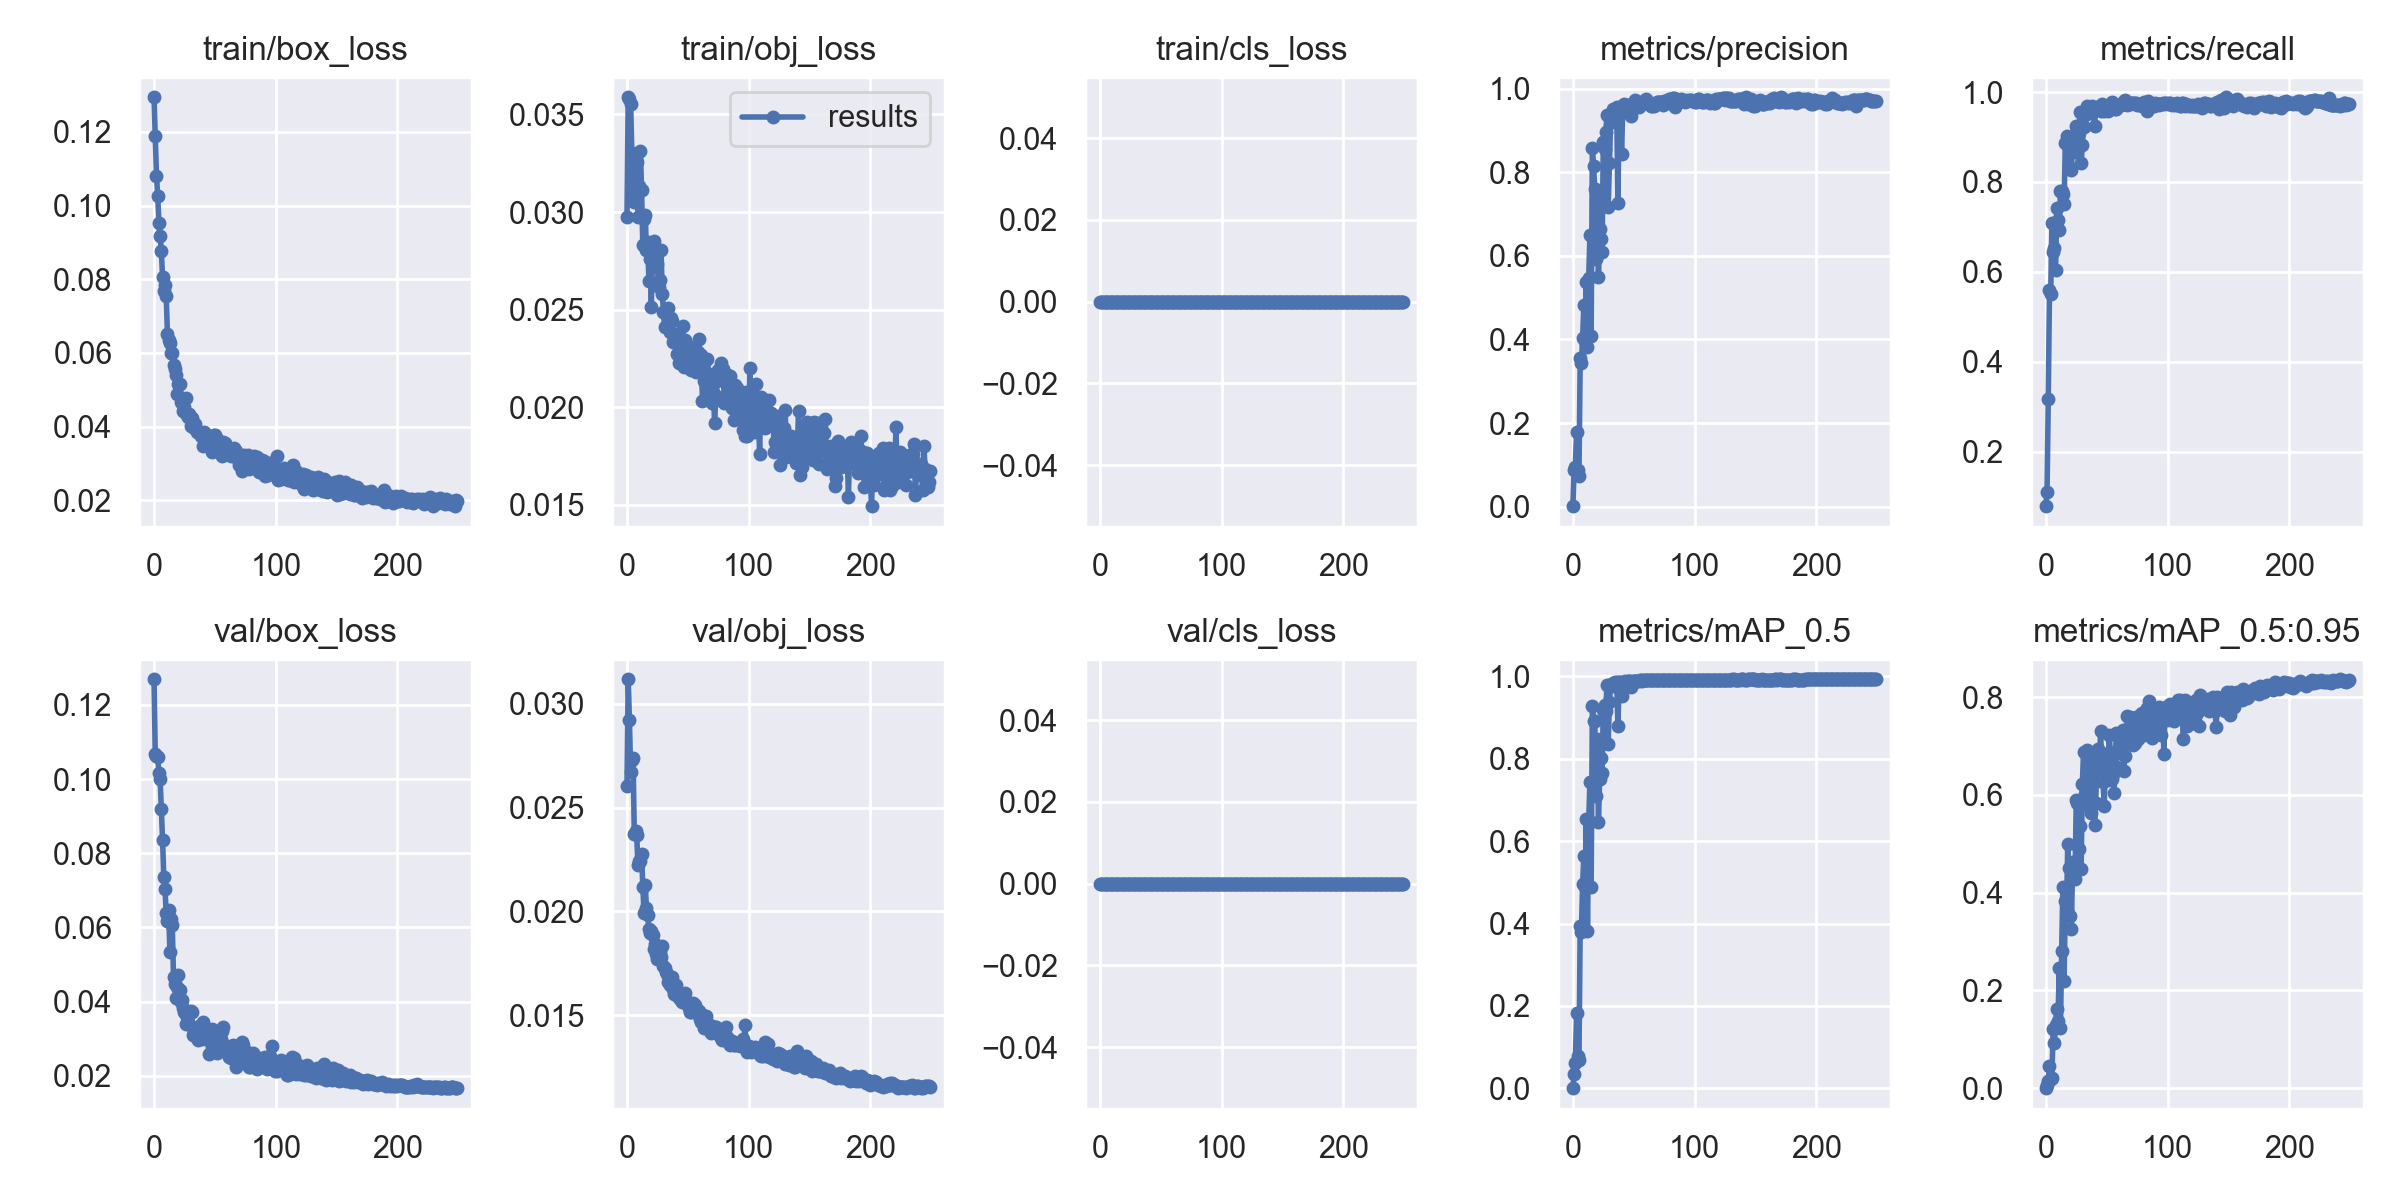 train/box_loss
0.12
0.10
0.08
0.06
0.04
0.02
0 100 200
train/obj_loss
results
0.035
0.030
0.025
0.020
0.015
0 100 200
train/cls_loss
0.04
0.02
0.00
−0.02
−0.04
0 100 200
metrics/precision
1.0
0.8
0.6
0.4
0.2
0.0
0 100 200
metrics/recall
1.0
0.8
0.6
0.4
0.2
0 100 200
val/box_loss
0.12
0.10
0.08
0.06
0.04
0.02
0 100 200
val/obj_loss
0.030
0.025
0.020
0.015
0 100 200
val/cls_loss
0.04
0.02
0.00
−0.02
−0.04
0 100 200
metrics/mAP_0.5
1.0
0.8
0.6
0.4
0.2
0.0
0 100 200
metrics/mAP_0.5:0.95
0.8
0.6
0.4
0.2
0.0
0 100 200